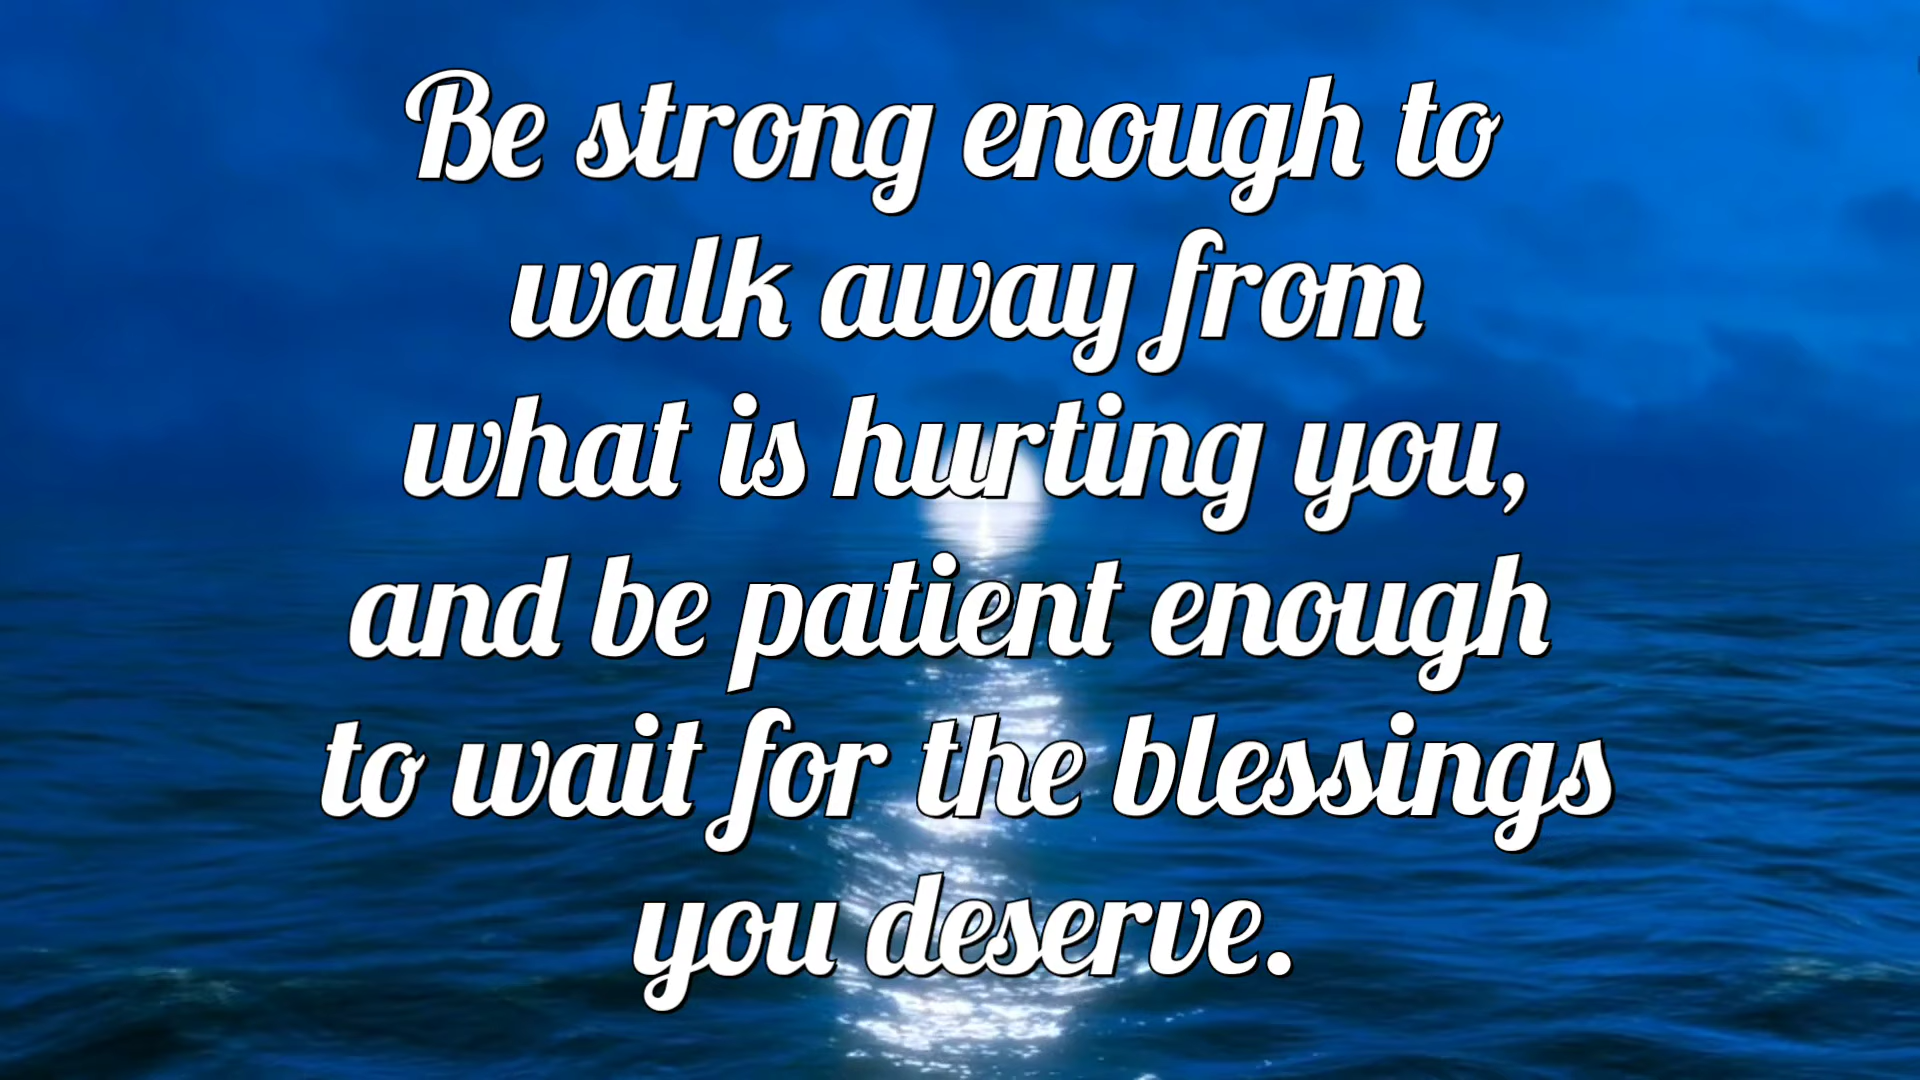 Be strong enough to
walk away from
what is hurting you,
and be patient enough
to wait for the blessings
you deserve.